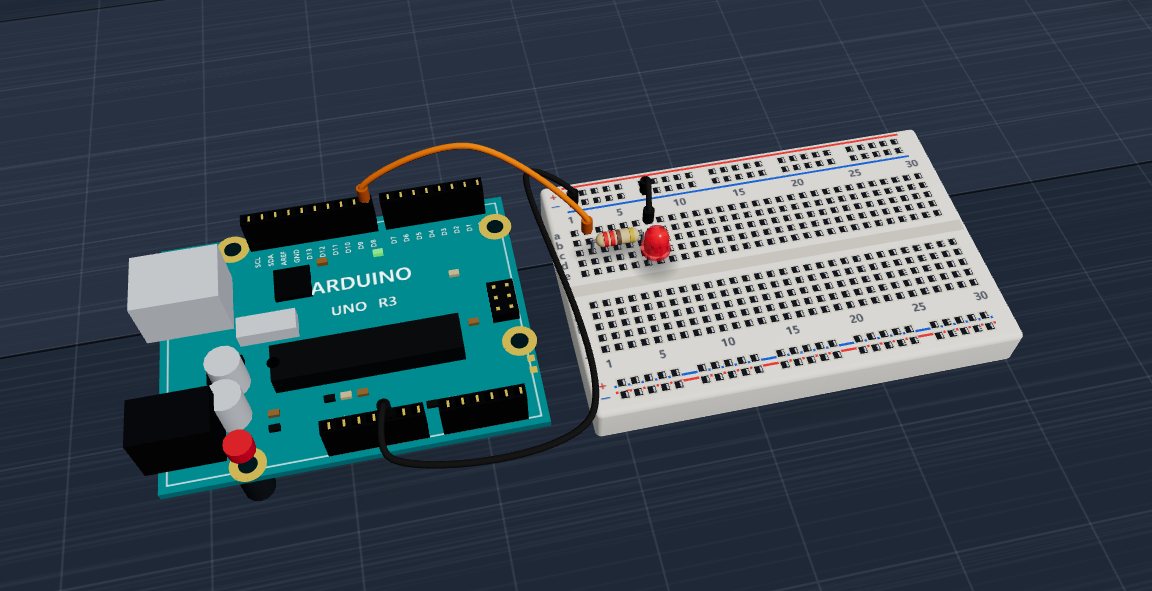 SCL SDA AREF GND D13 D12 D11 D10 D9 D8 D7 D6 D5 D4 D3 D2 D1
ARDUINO
UNO R3
+
−
1 5 10 15 20 25 30
a
b
c
d
e
1 5 10 15 20 25 30
+
−